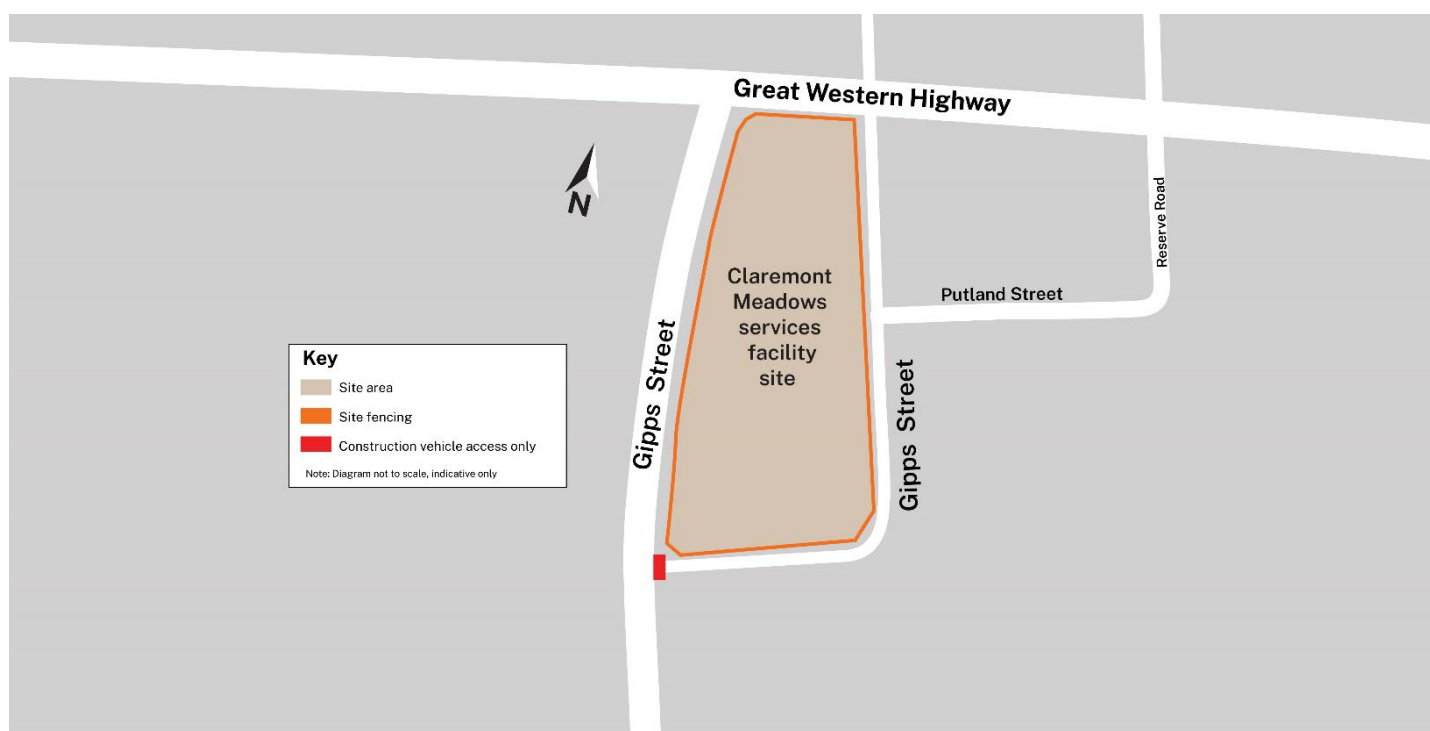 Great Western Highway
N
Reserve Road
Claremont
Meadows
services
facility
site
Putland Street
Gipps Street
Gipps Street
Key
Site area
Site fencing
Construction vehicle access only
Note: Diagram not to scale, indicative only